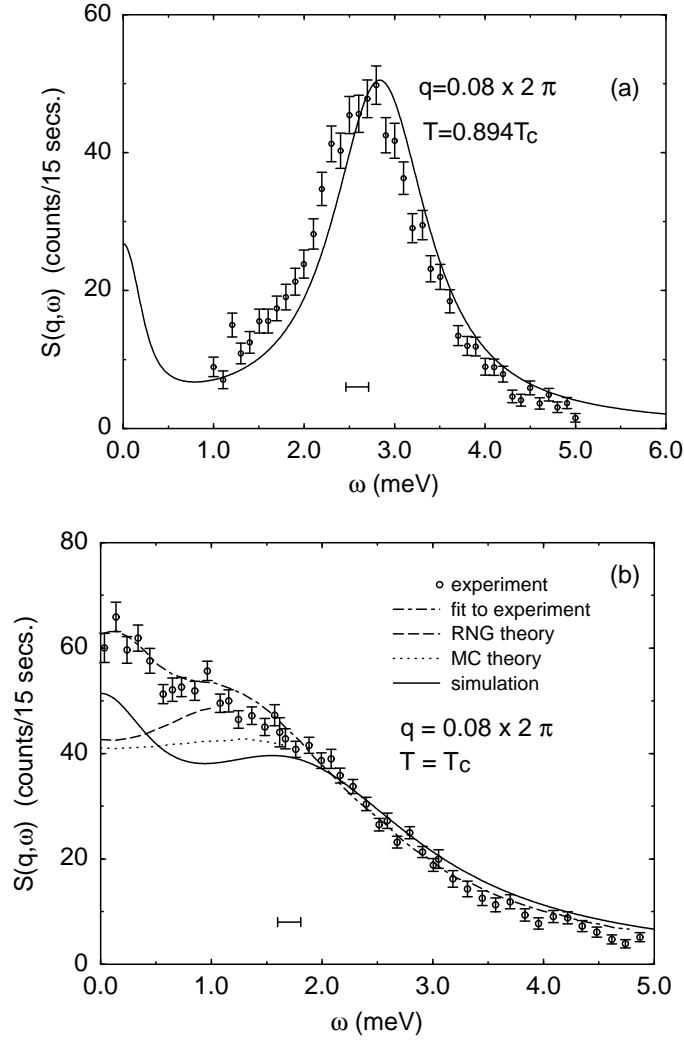 60
(a)
q=0.08 x 2 π
T=0.894Tc
40
S(q,ω) (counts/15 secs.)
20
0
0.0 1.0 2.0 3.0 4.0 5.0 6.0
ω (meV)
80
(b)
experiment
fit to experiment
RNG theory
MC theory
simulation
60
q = 0.08 x 2 π
T = Tc
40
S(q,ω) (counts/15 secs.)
20
0
0.0 1.0 2.0 3.0 4.0 5.0
ω (meV)